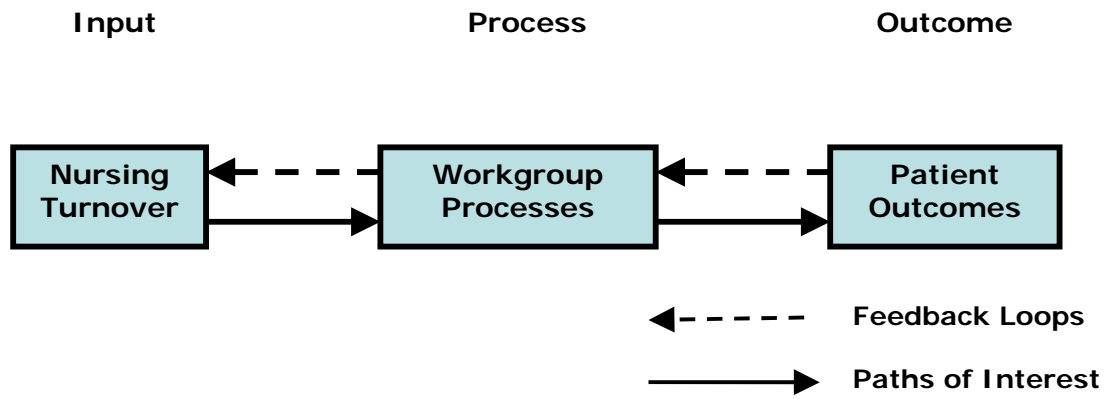 Input Process Outcome
Nursing
Turnover
Workgroup
Processes
Patient
Outcomes
Feedback Loops
Paths of Interest